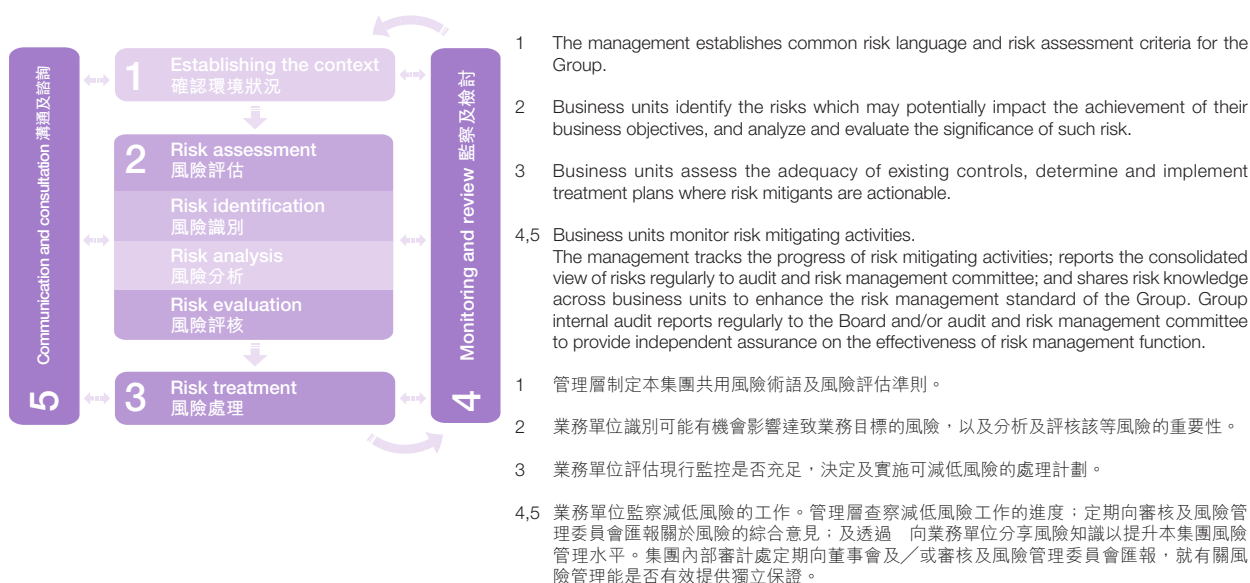 5 Communication and consultation 溝通及諮詢
1 Establishing the context
確認環境狀況
2 Risk assessment
風險評估
Risk identification
風險識別
Risk analysis
風險分析
Risk evaluation
風險評核
3 Risk treatment
風險處理
4 Monitoring and review 監察及檢討
1 The management establishes common risk language and risk assessment criteria for the
Group.
2 Business units identify the risks which may potentially impact the achievement of their
business objectives, and analyze and evaluate the significance of such risk.
3 Business units assess the adequacy of existing controls, determine and implement
treatment plans where risk mitigants are actionable.
4,5 Business units monitor risk mitigating activities.
The management tracks the progress of risk mitigating activities; reports the consolidated
view of risks regularly to audit and risk management committee; and shares risk knowledge
across business units to enhance the risk management standard of the Group. Group
internal audit reports regularly to the Board and/or audit and risk management committee
to provide independent assurance on the effectiveness of risk management function.
1 管理層制定本集團共用風險術語及風險評估準則。
2 業務單位識別可能有機會影響達致業務目標的風險，以及分析及評核該等風險的重要性。
3 業務單位評估現行監控是否充足，決定及實施可減低風險的處理計劃。
4,5 業務單位監察減低風險的工作。管理層查察減低風險工作的進度；定期向審核及風險管
理委員會匯報關於風險的綜合意見；及透過 向業務單位分享風險知識以提升本集團風險
管理水平。集團內部審計處定期向董事會及╱或審核及風險管理委員會匯報，就有關風
險管理能是否有效提供獨立保證。